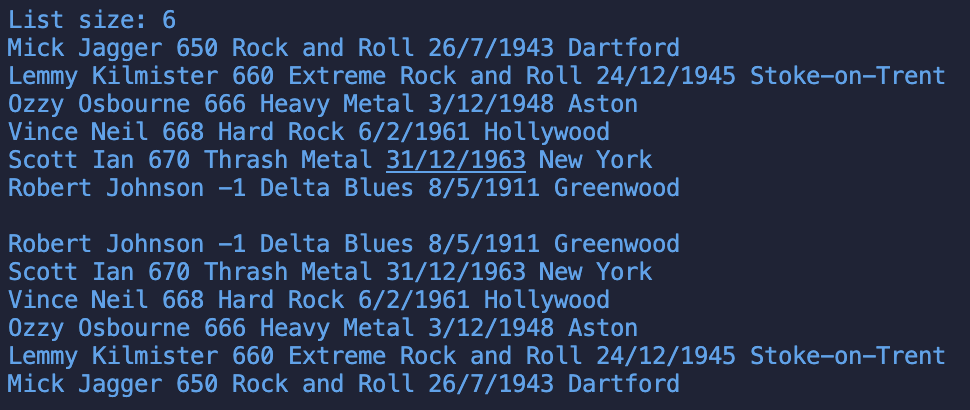 List size: 6
Mick Jagger 650 Rock and Roll 26/7/1943 Dartford
Lemmy Kilmister 660 Extreme Rock and Roll 24/12/1945 Stoke-on-Trent
Ozzy Osbourne 666 Heavy Metal 3/12/1948 Aston
Vince Neil 668 Hard Rock 6/2/1961 Hollywood
Scott Ian 670 Thrash Metal 31/12/1963 New York
Robert Johnson -1 Delta Blues 8/5/1911 Greenwood

Robert Johnson -1 Delta Blues 8/5/1911 Greenwood
Scott Ian 670 Thrash Metal 31/12/1963 New York
Vince Neil 668 Hard Rock 6/2/1961 Hollywood
Ozzy Osbourne 666 Heavy Metal 3/12/1948 Aston
Lemmy Kilmister 660 Extreme Rock and Roll 24/12/1945 Stoke-on-Trent
Mick Jagger 650 Rock and Roll 26/7/1943 Dartford